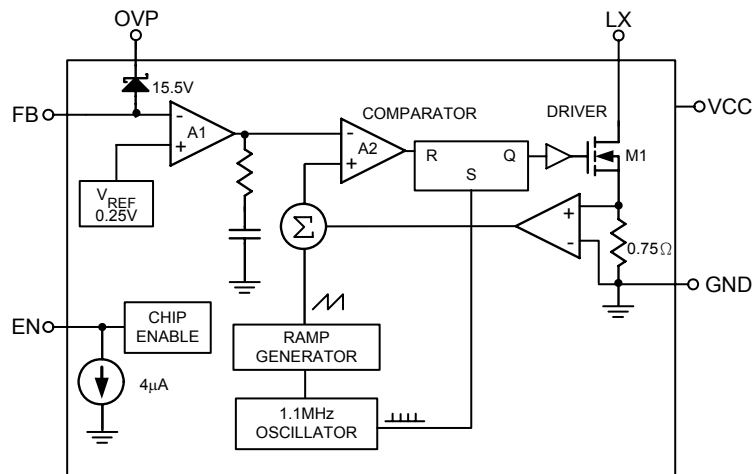 OVP
LX
15.5V
FB
-
A1
+
COMPARATOR
-
A2
+
DRIVER
VCC
R
Q
S
M1
VREF
0.25V
Σ
+
-
0.75Ω
GND
EN
CHIP
ENABLE
RAMP
GENERATOR
4μA
1.1MHz
OSCILLATOR